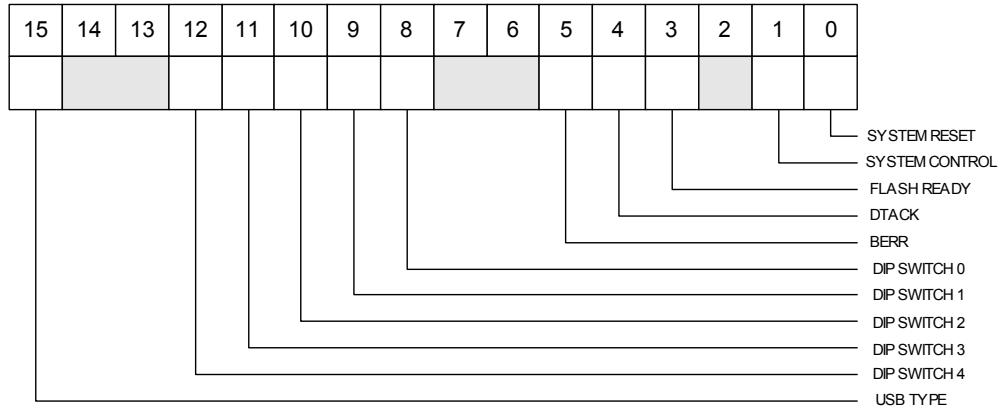 15 14 13 12 11 10 9 8 7 6 5 4 3 2 1 0
SYSTEM RESET
SYSTEM CONTROL
FLASH READY
DTACK
BERR
DIP SWITCH 0
DIP SWITCH 1
DIP SWITCH 2
DIP SWITCH 3
DIP SWITCH 4
USB TYPE